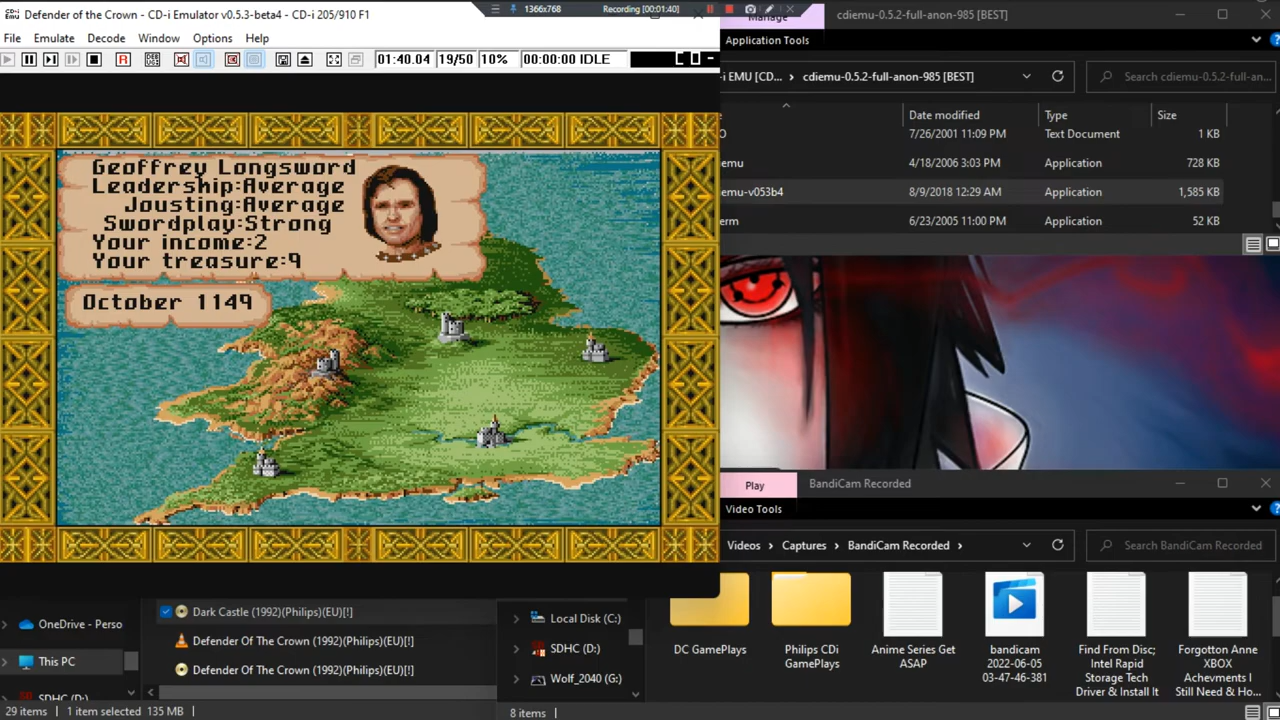 Defender of the Crown - CD-i Emulator v0.5.3-beta4 - CD-i 205/910 F1
1366x768
Recording [00:01:40]
File Emulate Decode Window Options Help
01:40.04 19/50 10% 00:00:00 IDLE
Geoffrey Longsword
Leadership:Average
Jousting:Average
Swordplay:Strong
Your income:2
Your treasure:9
October 1149
Manage
cdiemu-0.5.2-full-anon-985 [BEST]
Application Tools
-i EMU [CD... › cdiemu-0.5.2-full-anon-985 [BEST]
Search cdiemu-0.5.2-full-an...
Date modified Type Size
O 7/26/2001 11:09 PM Text Document 1 KB
emu 4/18/2006 3:03 PM Application 728 KB
emu-v053b4 8/9/2018 12:29 AM Application 1,585 KB
erm 6/23/2005 11:00 PM Application 52 KB
Play BandiCam Recorded
Video Tools
Videos › Captures › BandiCam Recorded ›
Search BandiCam Recorded
DC GamePlays
Philips CDi
GamePlays
Anime Series Get
ASAP
bandicam
2022-06-05
03-47-46-381
Find From Disc;
Intel Rapid
Storage Tech
Driver & Install It
Forgotton Anne
XBOX
Achevments I
Still Need & Ho...
OneDrive - Perso
This PC
SDHC (D:)
Dark Castle (1992)(Philips)(EU)[!]
Defender Of The Crown (1992)(Philips)(EU)[!]
Defender Of The Crown (1992)(Philips)(EU)[!]
Local Disk (C:)
SDHC (D:)
Wolf_2040 (G:)
29 items 1 item selected 135 MB
8 items